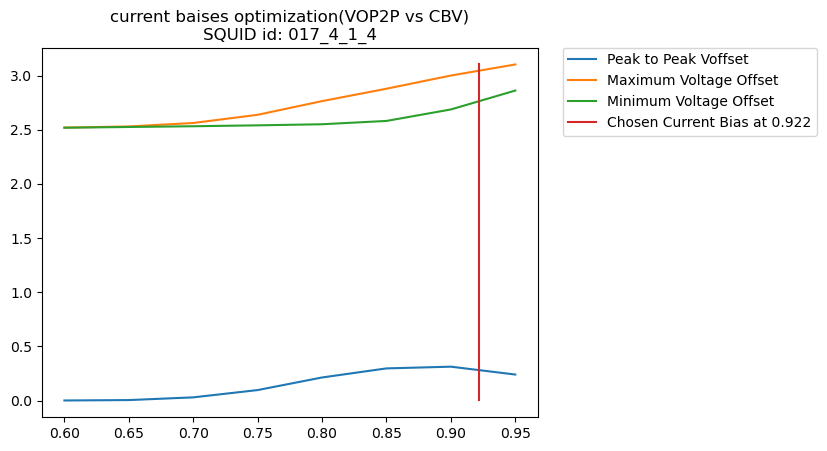 current baises optimization(VOP2P vs CBV)
SQUID id: 017_4_1_4
Peak to Peak Voffset
Maximum Voltage Offset
Minimum Voltage Offset
Chosen Current Bias at 0.922
3.0
2.5
2.0
1.5
1.0
0.5
0.0
0.60 0.65 0.70 0.75 0.80 0.85 0.90 0.95